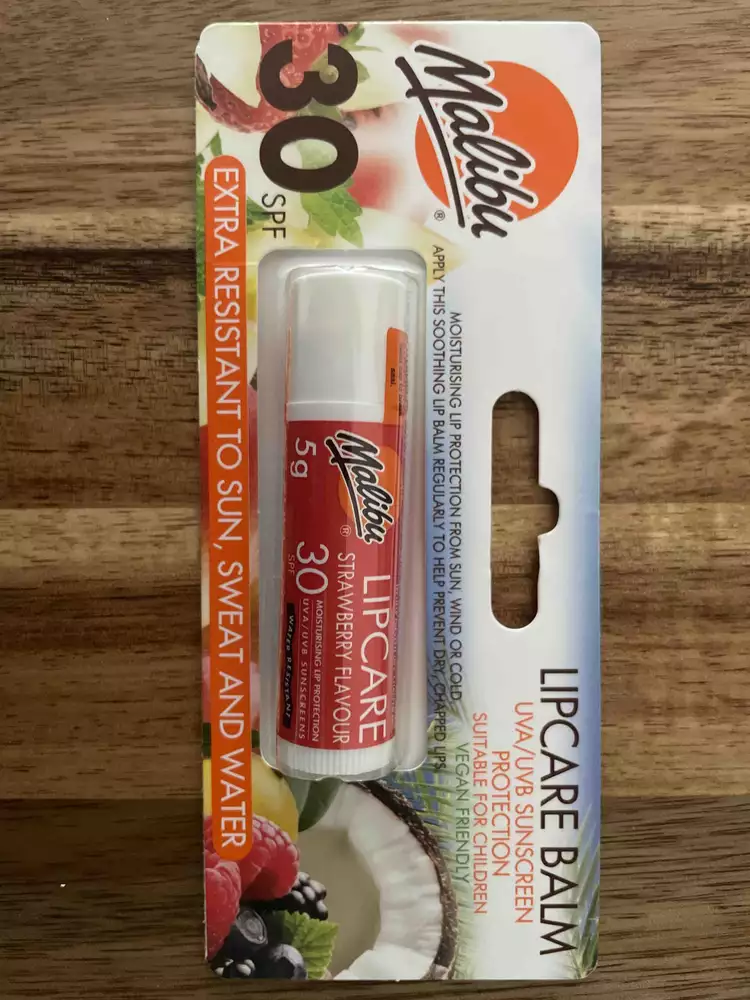 Malibu
®
LIPCARE BALM
UVA/UVB SUNSCREEN
PROTECTION
SUITABLE FOR CHILDREN
VEGAN FRIENDLY
MOISTURISING LIP PROTECTION FROM SUN, WIND OR COLD.
APPLY THIS SOOTHING LIP BALM REGULARLY TO HELP PREVENT DRY, CHAPPED LIPS.
Malibu
®
LIPCARE
STRAWBERRY FLAVOUR
30
SPF
MOISTURISING LIP PROTECTION
UVA/UVB SUNSCREENS
WATER RESISTANT
5g
30
SPF
EXTRA RESISTANT TO SUN, SWEAT AND WATER